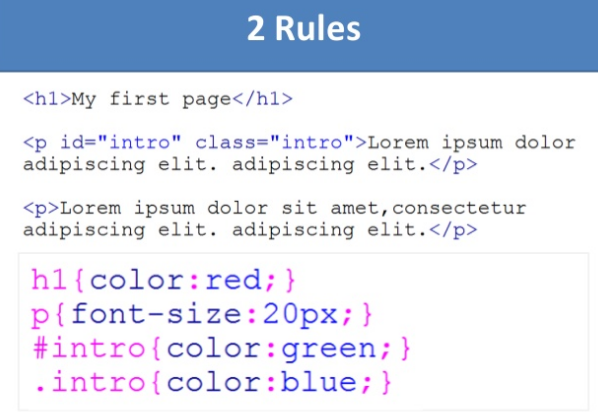 2 Rules
<h1>My first page</h1>
<p id="intro" class="intro">Lorem ipsum dolor
adipiscing elit. adipiscing elit.</p>
<p>Lorem ipsum dolor sit amet,consectetur
adipiscing elit. adipiscing elit.</p>
h1{color:red;}
p{font-size:20px;}
#intro{color:green;}
.intro{color:blue;}